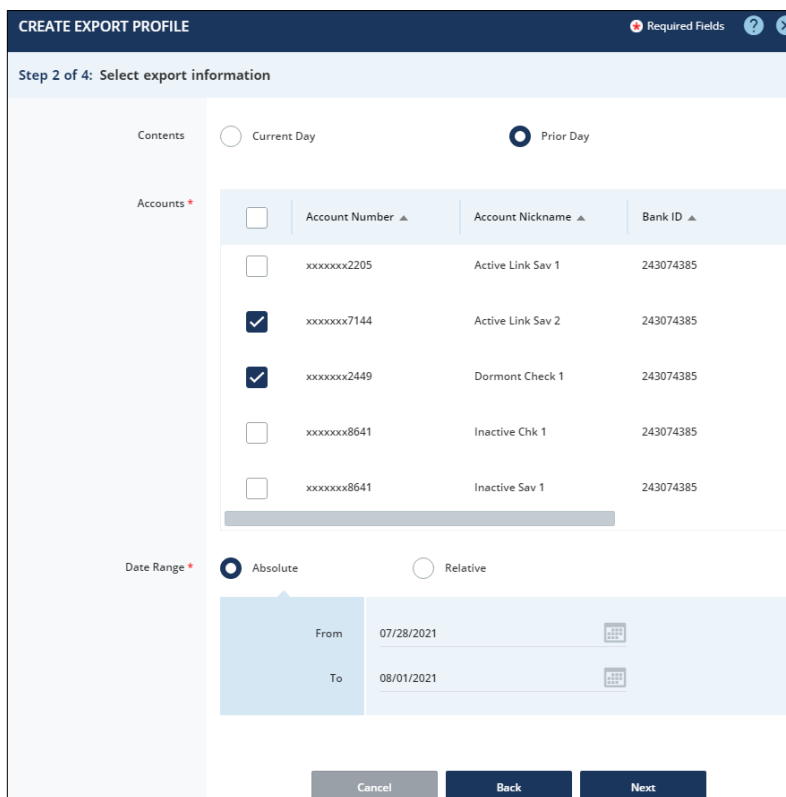 CREATE EXPORT PROFILE Required Fields ?
Step 2 of 4: Select export information
Contents Current Day Prior Day
Accounts *
Account Number Account Nickname Bank ID
xxxxxxx2205 Active Link Sav 1 243074385
xxxxxxx7144 Active Link Sav 2 243074385
xxxxxxx2449 Dormont Check 1 243074385
xxxxxxx8641 Inactive Chk 1 243074385
xxxxxxx8641 Inactive Sav 1 243074385
Date Range * Absolute Relative
From 07/28/2021
To 08/01/2021
Cancel Back Next